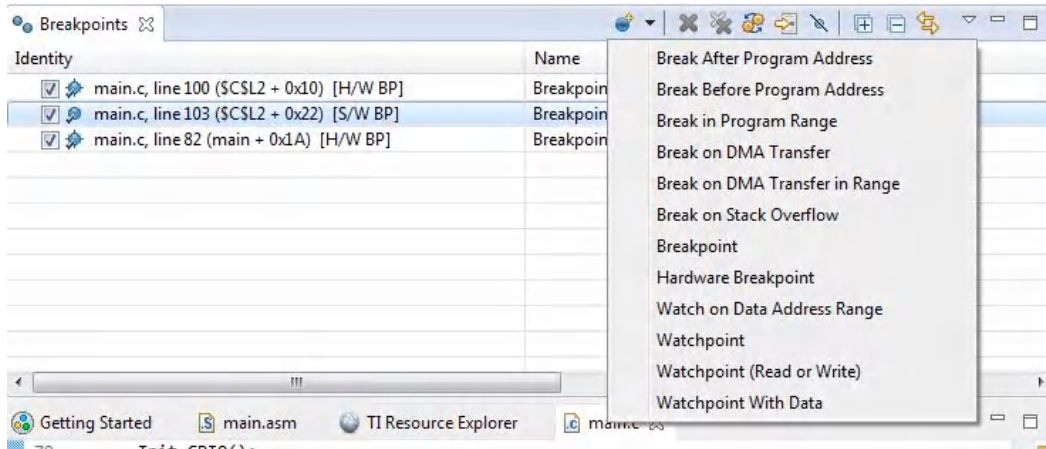 Breakpoints
Identity
Name
main.c, line 100 ($C$L2 + 0x10) [H/W BP]
Breakpoin
main.c, line 103 ($C$L2 + 0x22) [S/W BP]
Breakpoin
main.c, line 82 (main + 0x1A) [H/W BP]
Breakpoin
Break After Program Address
Break Before Program Address
Break in Program Range
Break on DMA Transfer
Break on DMA Transfer in Range
Break on Stack Overflow
Breakpoint
Hardware Breakpoint
Watch on Data Address Range
Watchpoint
Watchpoint (Read or Write)
Watchpoint With Data
Getting Started
main.asm
TI Resource Explorer
main.c